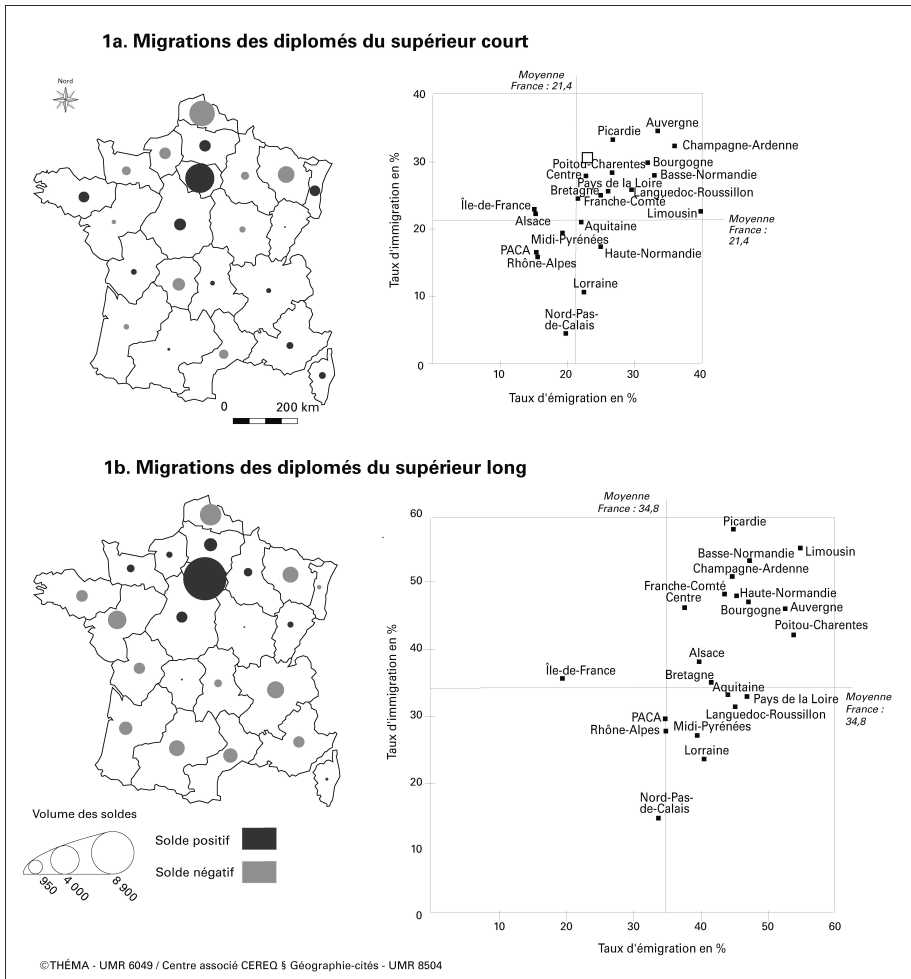 1a. Migrations des diplomés du supérieur court
Nord
Moyenne
France : 21,4
Taux d'immigration en %
40
30
20
10
0
Auvergne
Picardie
Champagne-Ardenne
Poitou-Charentes
Bourgogne
Centre
Basse-Normandie
Pays de la Loire
Bretagne
Languedoc-Roussillon
Franche-Comté
Île-de-France
Limousin
Alsace
Aquitaine
Moyenne
France :
21,4
Midi-Pyrénées
PACA
Haute-Normandie
Rhône-Alpes
Lorraine
Nord-Pas-
de-Calais
10
20
30
40
Taux d'émigration en %
0
200 km
1b. Migrations des diplomés du supérieur long
Moyenne
France : 34,8
Taux d'immigration en %
60
50
40
30
20
10
0
Picardie
Basse-Normandie
Limousin
Champagne-Ardenne
Franche-Comté
Haute-Normandie
Centre
Bourgogne
Auvergne
Poitou-Charentes
Alsace
Île-de-France
Bretagne
Aquitaine
Pays de la Loire
Moyenne
France :
34,8
Languedoc-Roussillon
PACA
Midi-Pyrénées
Rhône-Alpes
Lorraine
Nord-Pas-
de-Calais
10
20
30
40
50
60
Taux d'émigration en %
Volume des soldes
950
4 000
8 900
Solde positif
Solde négatif
©THÉMA - UMR 6049 / Centre associé CEREQ § Géographie-cités - UMR 8504